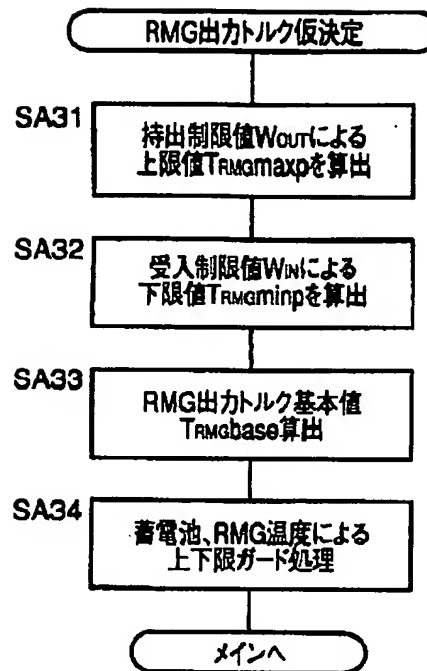 RMG出力トルク仮決定
SA31
持出制限値WOUTによる
上限値TRMGmaxpを算出
SA32
受入制限値WINによる
下限値TRMGminpを算出
SA33
RMG出力トルク基本値
TRMGbase算出
SA34
蓄電池、RMG温度による
上下限ガード処理
メインへ